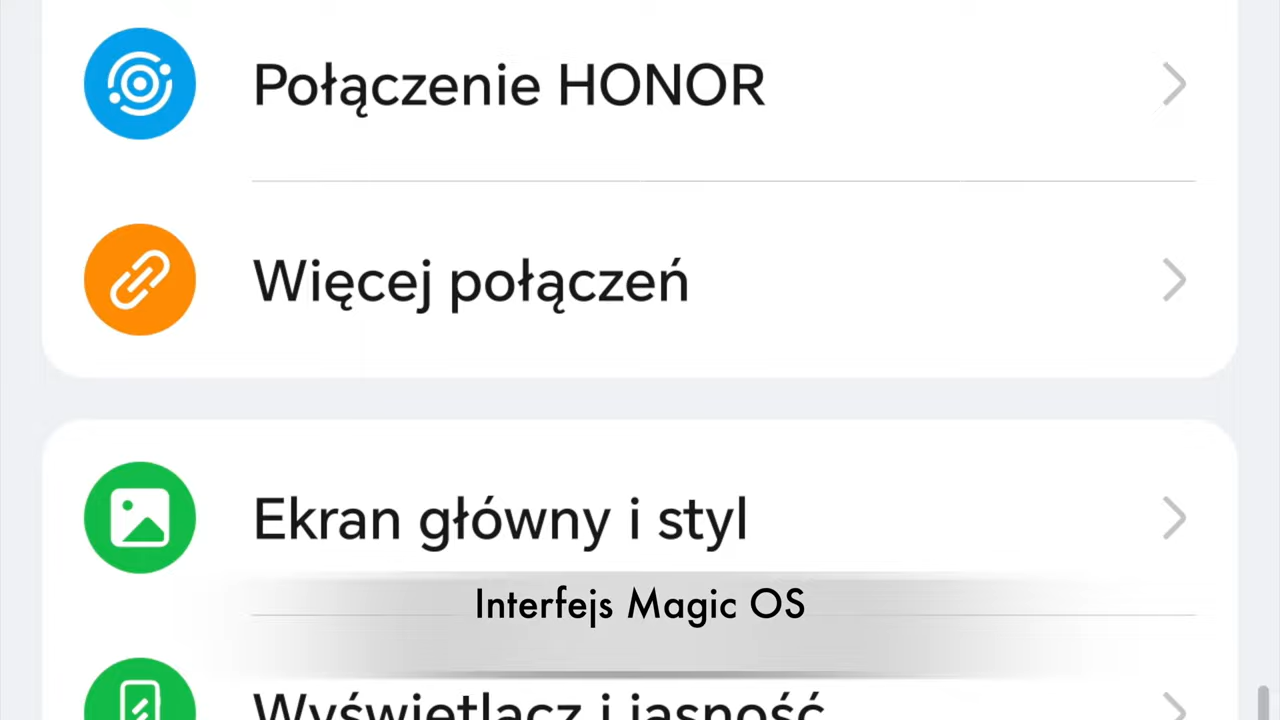 Połączenie HONOR
Więcej połączeń
Ekran główny i styl
Interfejs Magic OS
Wyświetlacz i jasność